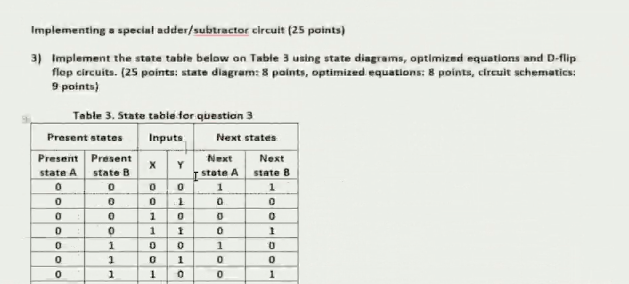 Implementing a special adder/subtractor circuit (25 points)
3) Implement the state table below on Table 3 using state diagrams, optimized equations and D-flip
flop circuits. (25 points: state diagram: 8 points, optimized equations: 8 points, circuit schematics:
9 points)
Table 3. State table for question 3
Present states Inputs Next states
Present state A Present state B X Y Next state A Next state B
0 0 0 0 1 1
0 0 0 1 0 0
0 0 1 0 0 0
0 0 1 1 0 1
0 1 0 0 1 0
0 1 0 1 0 0
0 1 1 0 0 1